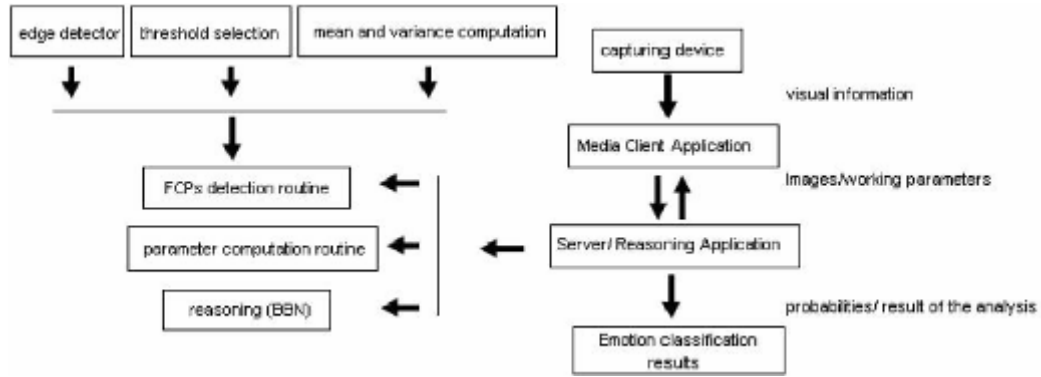 edge detector
threshold selection
mean and variance computation
capturing device
visual information
Media Client Application
Images/working parameters
FCPs detection routine
Server/ Reasoning Application
parameter computation routine
reasoning (BBN)
probabilities/ result of the analysis
Emotion classification
results